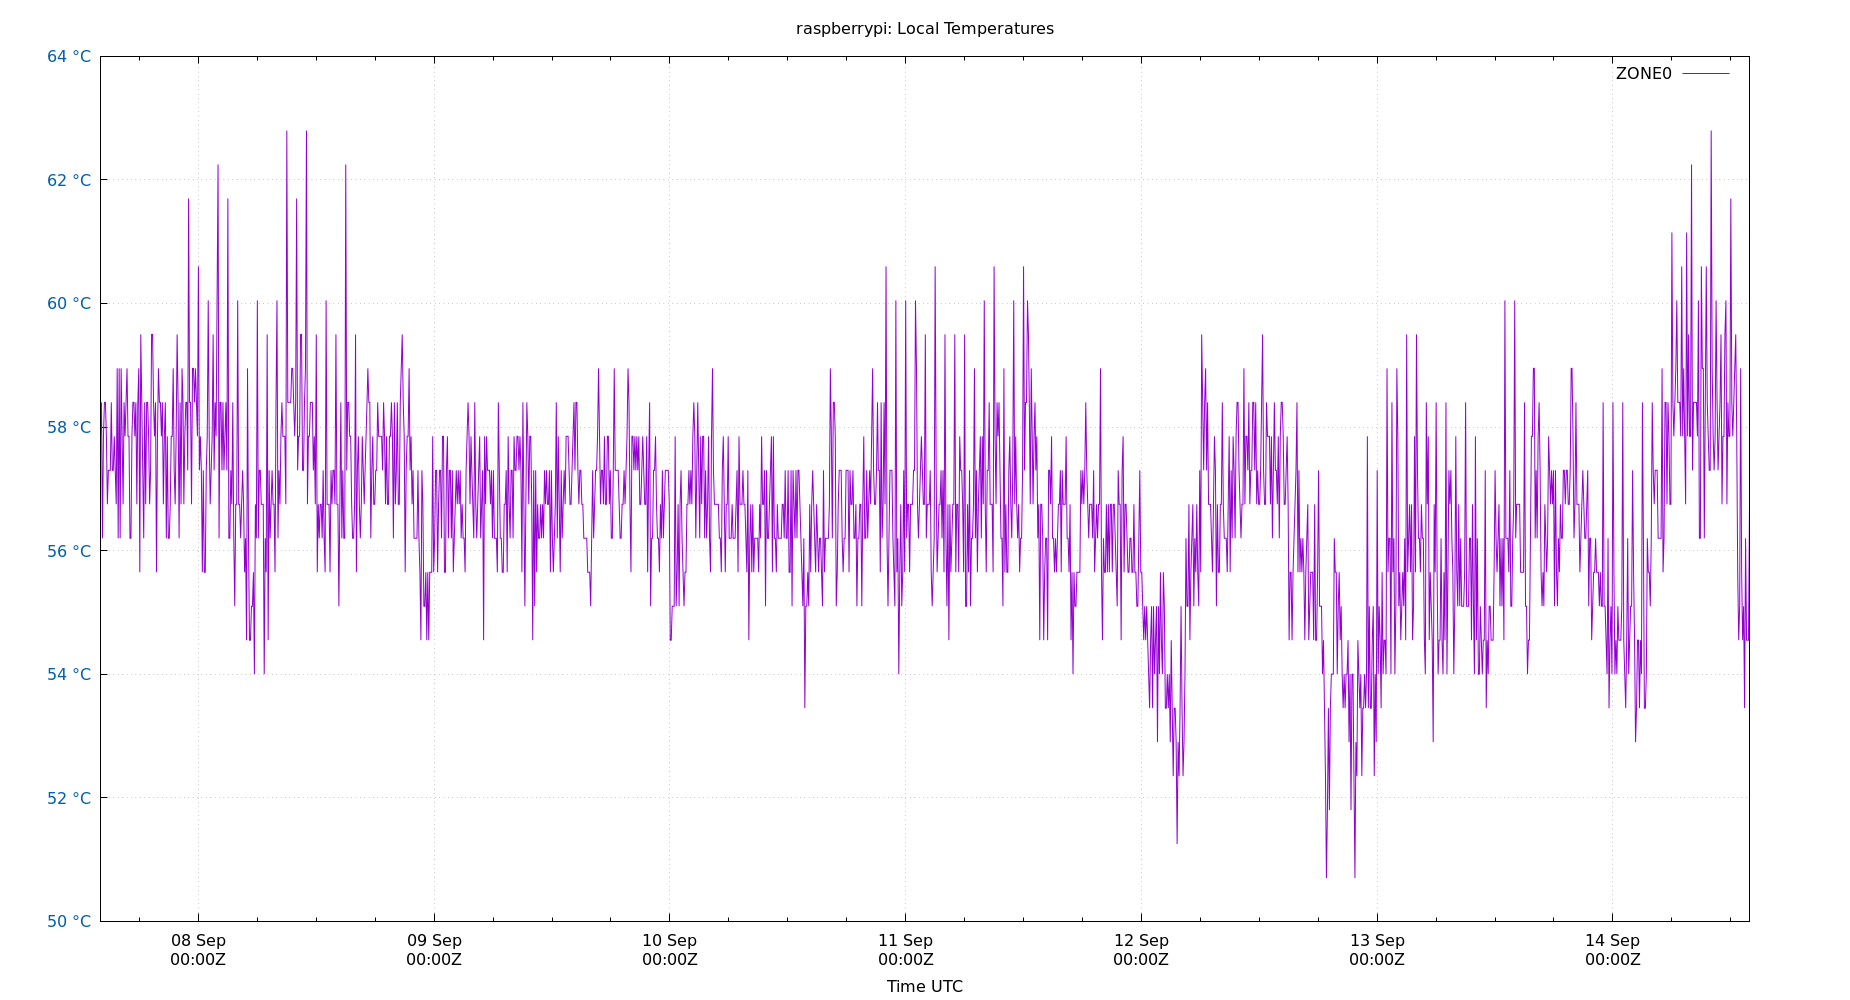 raspberrypi: Local Temperatures
64 °C
ZONE0
62 °C
60 °C
58 °C
56 °C
54 °C
52 °C
50 °C
08 Sep 09 Sep 10 Sep 11 Sep 12 Sep 13 Sep 14 Sep
00:00Z 00:00Z 00:00Z 00:00Z 00:00Z 00:00Z 00:00Z
Time UTC